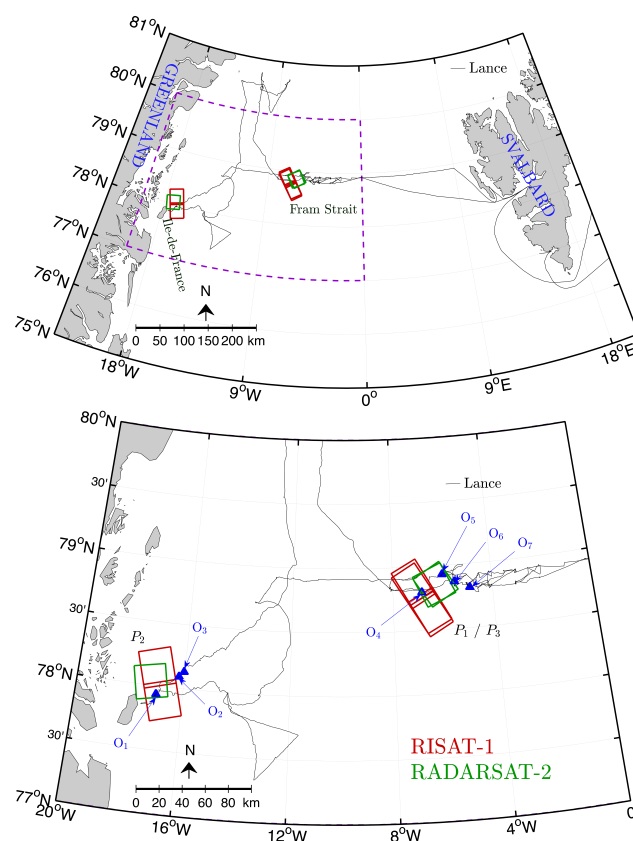 81°N
80°N
79°N
78°N
77°N
76°N
75°N
GREENLAND
SVALBARD
Lance
Fram Strait
Ile-de-France
N
0 50 100 150 200 km
18°W
9°W
0°
9°E
18°E
80°N
30'
79°N
30'
78°N
30'
77°N
Lance
O5
O6
O7
O4
P1 / P3
P2
O3
O2
O1
RISAT-1
RADARSAT-2
N
0 20 40 60 80 km
20°W
16°W
12°W
8°W
4°W
0